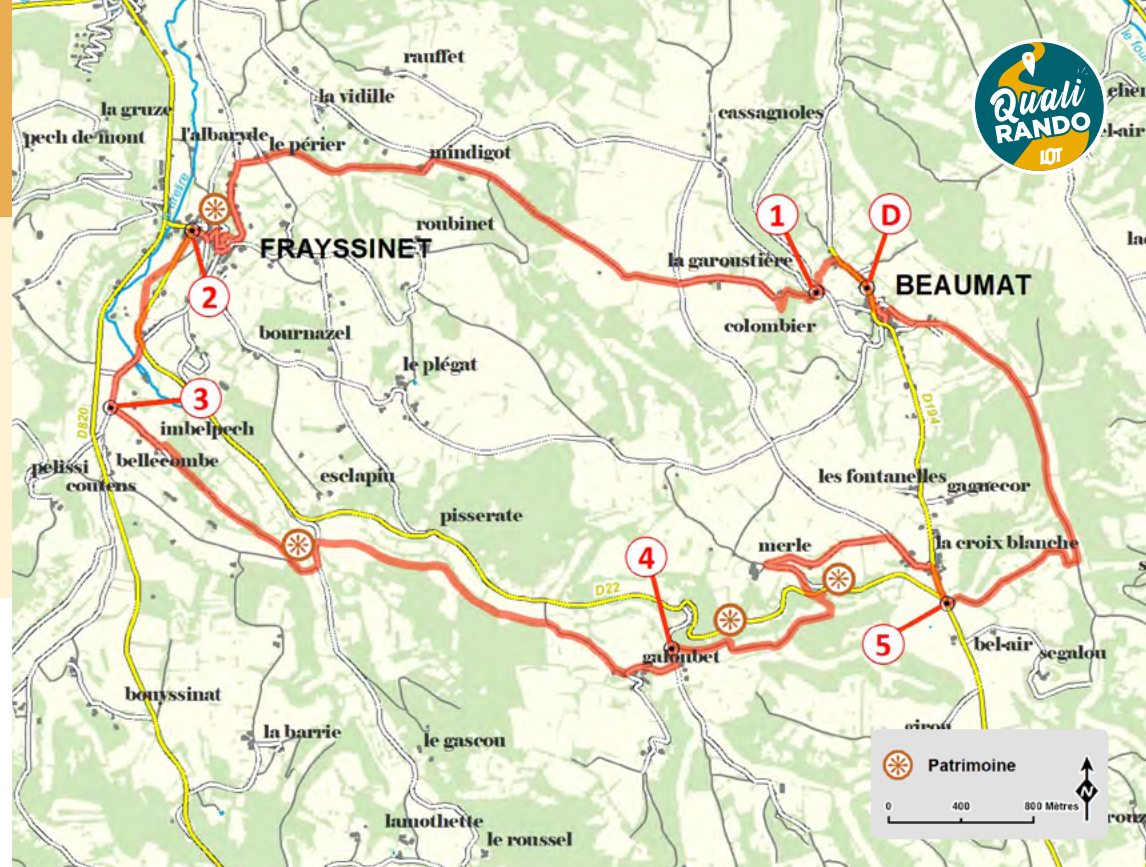 rauffet
la vidille
la gruze
cassagnoles
Quali
RANDO
LOT
pech de mont
l'albaryde
le périer
mindigot
roubinet
1
D
FRAYSSINET
la garoustière
BEAUMAT
2
bournazel
colombier
le plégat
3
D820
imbelpech
D194
bellecombe
pelissi
coutens
esclapiu
les fontanelles
gagnecor
pisserate
4
merle
la croix blanche
D22
5
galoubet
bel-air
segalou
bouyssinat
girou
la barrie
le gascou
Patrimoine
0 400 800 Mètres
N
lamothette
le roussel